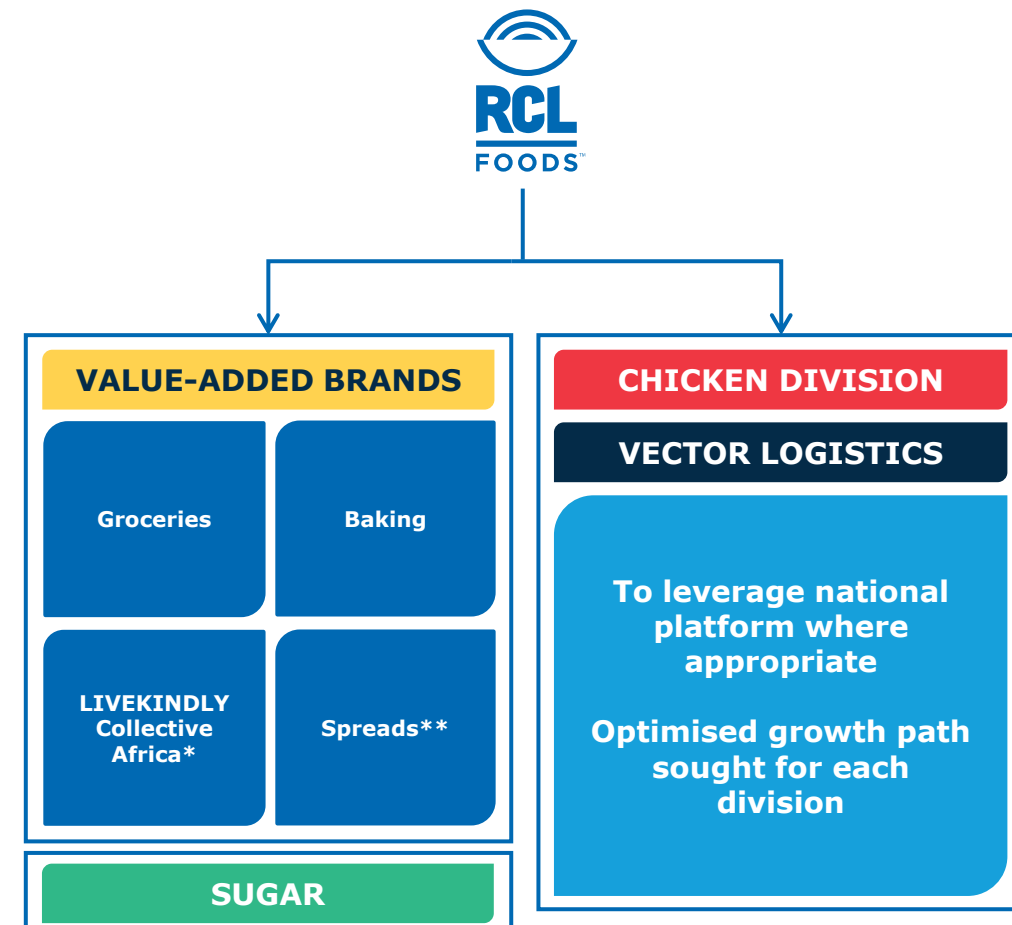 RCL
FOODS™
VALUE-ADDED BRANDS
Groceries
Baking
LIVEKINDLY
Collective
Africa*
Spreads**
SUGAR
CHICKEN DIVISION
VECTOR LOGISTICS
To leverage national
platform where
appropriate
Optimised growth path
sought for each
division